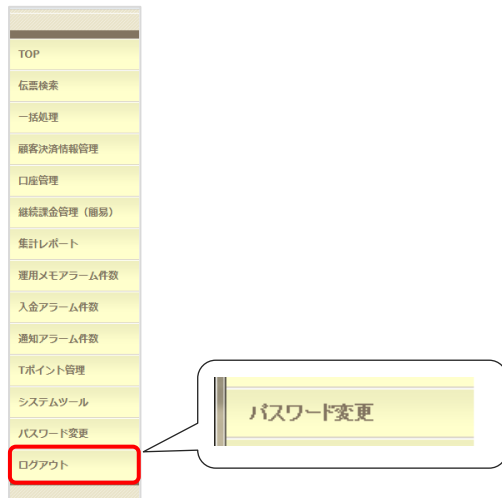 TOP
伝票検索
一括処理
顧客決済情報管理
口座管理
継続課金管理（簡易）
集計レポート
運用メモアラーム件数
入金アラーム件数
通知アラーム件数
Tポイント管理
システムツール
パスワード変更
ログアウト
パスワード変更